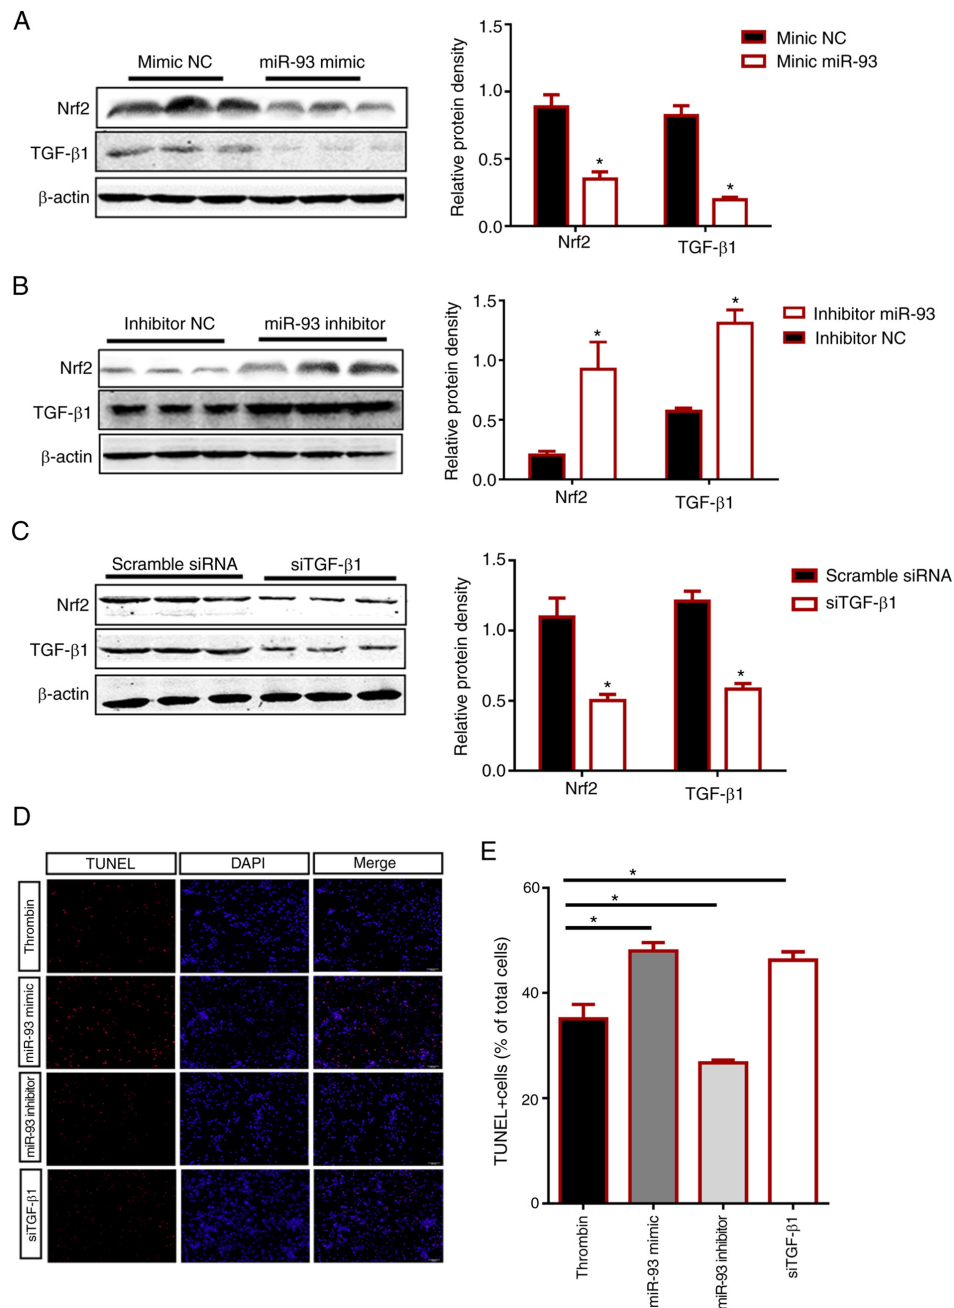 A
Mimic NC miR-93 mimic
Nrf2
TGF-β1
β-actin
Relative protein density
1.5
1.0
0.5
0.0
* *
Nrf2 TGF-β1
Minic NC
Minic miR-93
B
Inhibitor NC miR-93 inhibitor
Nrf2
TGF-β1
β-actin
Relative protein density
1.5
1.0
0.5
0.0
* *
Nrf2 TGF-β1
Inhibitor miR-93
Inhibitor NC
C
Scramble siRNA siTGF-β1
Nrf2
TGF-β1
β-actin
Relative protein density
1.5
1.0
0.5
0.0
* *
Nrf2 TGF-β1
Scramble siRNA
siTGF-β1
D
TUNEL DAPI Merge
Thrombin
miR-93 mimic
miR-93 inhibitor
siTGF-β1
E
TUNEL+cells (% of total cells)
60
40
20
0
*
*
*
Thrombin
miR-93 mimic
miR-93 inhibitor
siTGF-β1